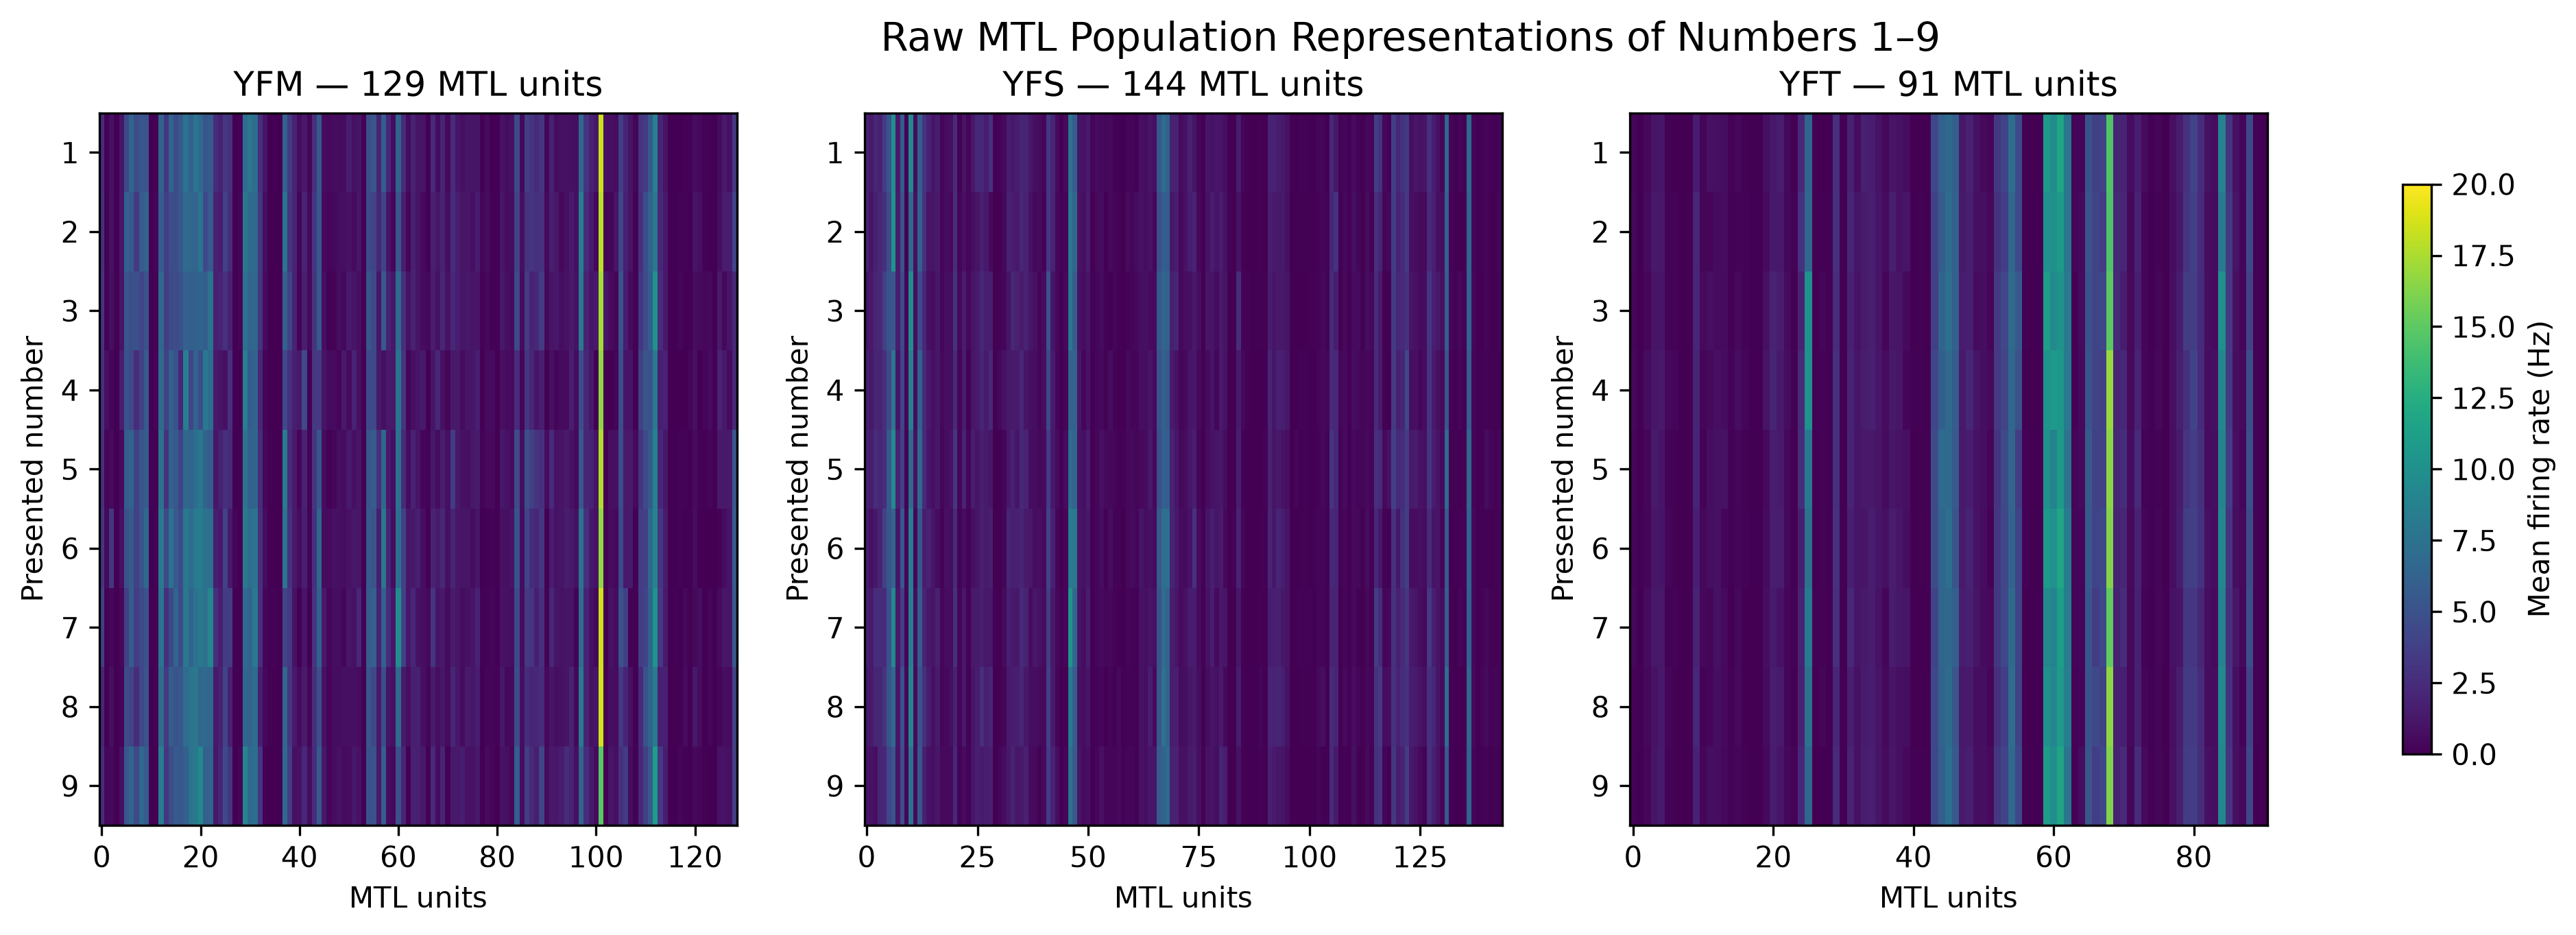 Raw MTL Population Representations of Numbers 1–9
YFM — 129 MTL units
Presented number
1
2
3
4
5
6
7
8
9
0 20 40 60 80 100 120
MTL units
YFS — 144 MTL units
Presented number
1
2
3
4
5
6
7
8
9
0 25 50 75 100 125
MTL units
YFT — 91 MTL units
Presented number
1
2
3
4
5
6
7
8
9
0 20 40 60 80
MTL units
20.0
17.5
15.0
12.5
10.0
7.5
5.0
2.5
0.0
Mean firing rate (Hz)